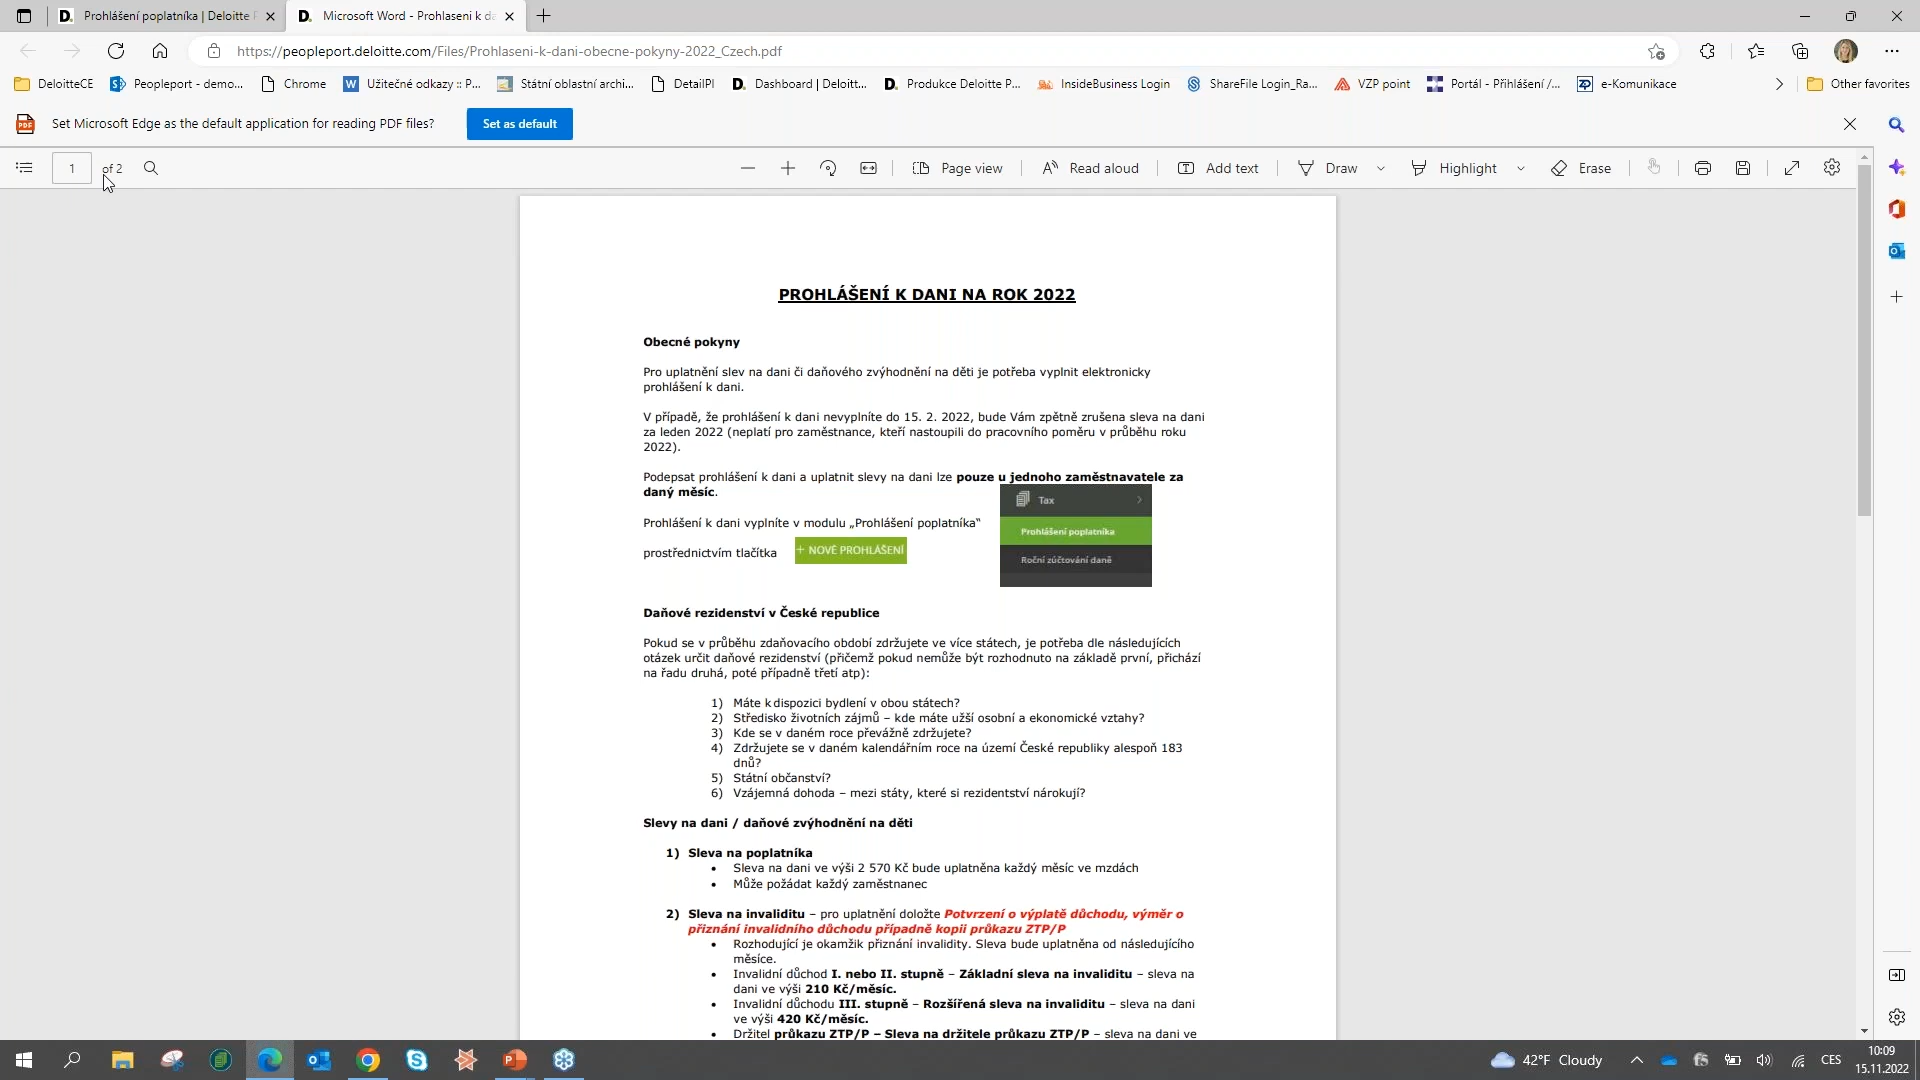 Prohlášení poplatníka | Deloitte P
Microsoft Word - Prohlaseni k da
https://peopleport.deloitte.com/Files/Prohlaseni-k-dani-obecne-pokyny-2022_Czech.pdf
DeloitteCE
Peopleport - demo...
Chrome
Užitečné odkazy :: P...
Státní oblastní archi...
DetailPI
Dashboard | Deloitt...
Produkce Deloitte P...
InsideBusiness Login
ShareFile Login_Ra...
VZP point
Portál - Přihlášení /...
e-Komunikace
Other favorites
Set Microsoft Edge as the default application for reading PDF files?
Set as default
1 of 2
Page view
Read aloud
Add text
Draw
Highlight
Erase
PROHLÁŠENÍ K DANI NA ROK 2022
Obecné pokyny
Pro uplatnění slev na dani či daňového zvýhodnění na děti je potřeba vyplnit elektronicky
prohlášení k dani.
V případě, že prohlášení k dani nevyplníte do 15. 2. 2022, bude Vám zpětně zrušena sleva na dani
za leden 2022 (neplatí pro zaměstnance, kteří nastoupili do pracovního poměru v průběhu roku
2022).
Podepsat prohlášení k dani a uplatnit slevy na dani lze pouze u jednoho zaměstnavatele za
daný měsíc.
Prohlášení k dani vyplníte v modulu „Prohlášení poplatníka“
prostřednictvím tlačítka
+ NOVÉ PROHLÁŠENÍ
Tax
Prohlášení poplatníka
Roční zúčtování daně
Daňové rezidenství v České republice
Pokud se v průběhu zdaňovacího období zdržujete ve více státech, je potřeba dle následujících
otázek určit daňové rezidenství (přičemž pokud nemůže být rozhodnuto na základě první, přichází
na řadu druhá, poté případně třetí atp):
1) Máte k dispozici bydlení v obou státech?
2) Středisko životních zájmů – kde máte užší osobní a ekonomické vztahy?
3) Kde se v daném roce převážně zdržujete?
4) Zdržujete se v daném kalendářním roce na území České republiky alespoň 183
dnů?
5) Státní občanství?
6) Vzájemná dohoda – mezi státy, které si rezidentství nárokují?
Slevy na dani / daňové zvýhodnění na děti
1) Sleva na poplatníka
• Sleva na dani ve výši 2 570 Kč bude uplatněna každý měsíc ve mzdách
• Může požádat každý zaměstnanec
2) Sleva na invaliditu – pro uplatnění doložte Potvrzení o výplatě důchodu, výměr o
přiznání invalidního důchodu případně kopii průkazu ZTP/P
• Rozhodující je okamžik přiznání invalidity. Sleva bude uplatněna od následujícího
měsíce.
• Invalidní důchod I. nebo II. stupně – Základní sleva na invaliditu – sleva na
dani ve výši 210 Kč/měsíc.
• Invalidní důchodu III. stupně – Rozšířená sleva na invaliditu – sleva na dani
ve výši 420 Kč/měsíc.
• Držitel průkazu ZTP/P – Sleva na držitele průkazu ZTP/P – sleva na dani ve
42°F Cloudy
CES
10:09
15.11.2022